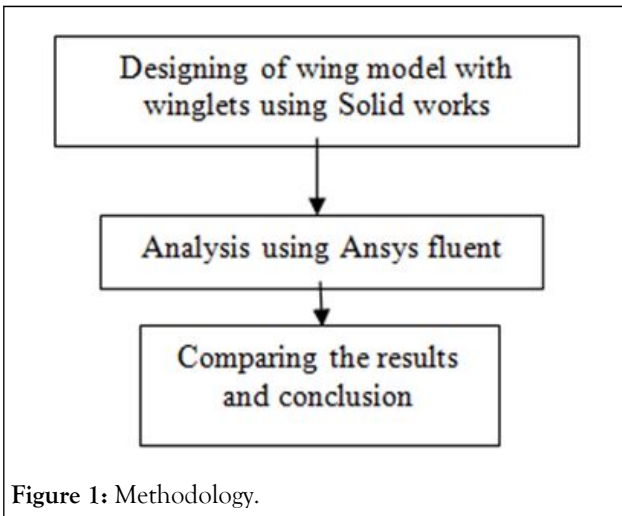 Designing of wing model with
winglets using Solid works
Analysis using Ansys fluent
Comparing the results
and conclusion
Figure 1: Methodology.